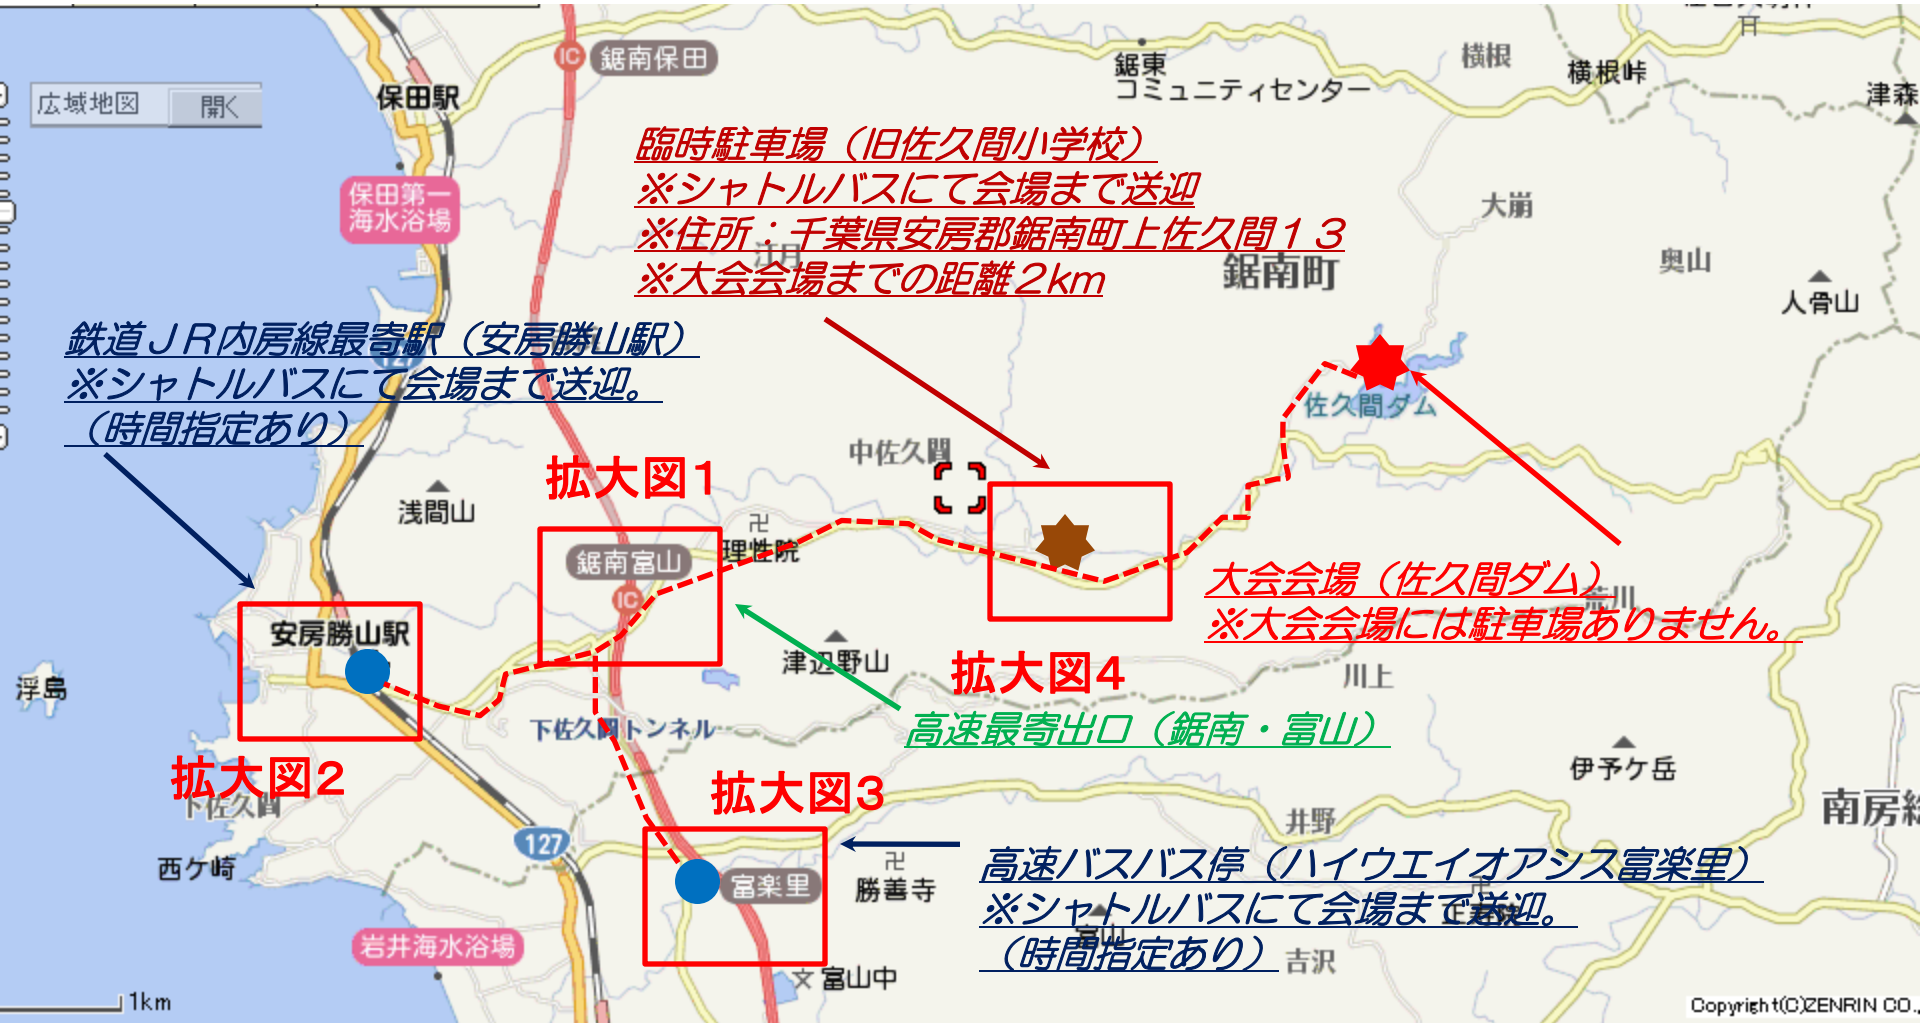 IC 鋸南保田
保田駅
広域地図 開く
鋸東
コミュニティセンター
横根
横根峠
津森
保田第一
海水浴場
臨時駐車場（旧佐久間小学校）
※シャトルバスにて会場まで送迎
※住所：千葉県安房郡鋸南町上佐久間１３
※大会会場までの距離２km
江月
大崩
鋸南町
奥山
人骨山
鉄道ＪＲ内房線最寄駅（安房勝山駅）
※シャトルバスにて会場まで送迎。
（時間指定あり）
127
佐久間ダム
中佐久間
拡大図1
浅間山
理性院
鋸南富山
IC
大会会場（佐久間ダム）
※大会会場には駐車場ありません。
荒川
安房勝山駅
津辺野山
拡大図4
川上
浮島
下佐久間トンネル
高速最寄出口（鋸南・富山）
拡大図2
下佐久間
拡大図3
伊予ケ岳
南房総
井野
127
西ケ崎
富楽里
勝善寺
高速バスバス停（ハイウエイオアシス富楽里）
※シャトルバスにて会場まで送迎。
（時間指定あり）
富山
吉沢
岩井海水浴場
富山中
1km
Copyright(C)ZENRIN CO.,